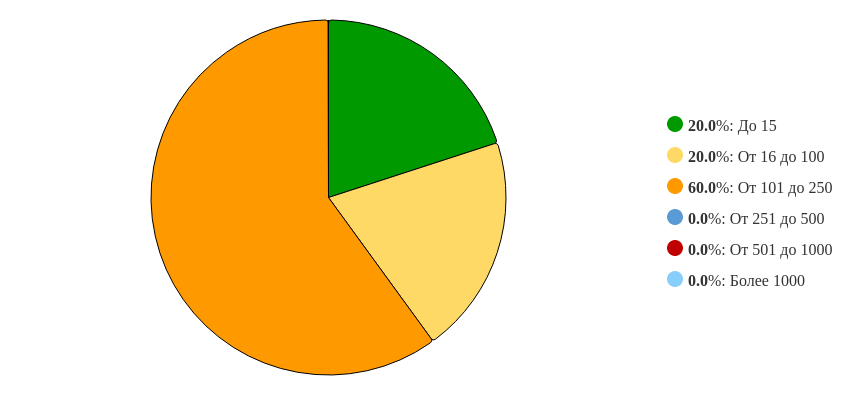 20.0%: До 15
20.0%: От 16 до 100
60.0%: От 101 до 250
0.0%: От 251 до 500
0.0%: От 501 до 1000
0.0%: Более 1000